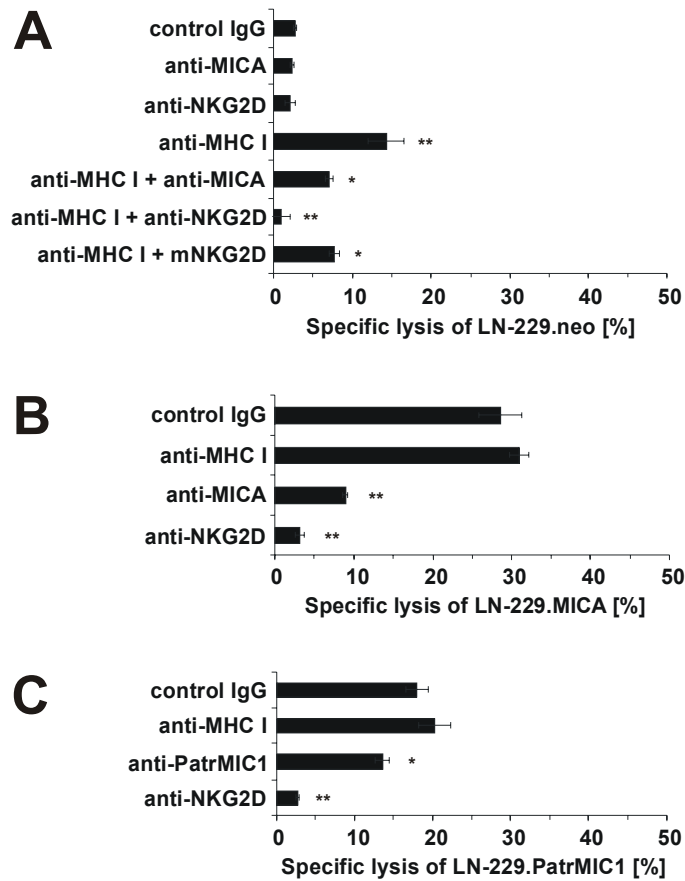 A
control IgG
anti-MICA
anti-NKG2D
anti-MHC I **
anti-MHC I + anti-MICA *
anti-MHC I + anti-NKG2D **
anti-MHC I + mNKG2D *
0 10 20 30 40 50
Specific lysis of LN-229.neo [%]
B
control IgG
anti-MHC I
anti-MICA **
anti-NKG2D **
0 10 20 30 40 50
Specific lysis of LN-229.MICA [%]
C
control IgG
anti-MHC I
anti-PatrMIC1 *
anti-NKG2D **
0 10 20 30 40 50
Specific lysis of LN-229.PatrMIC1 [%]